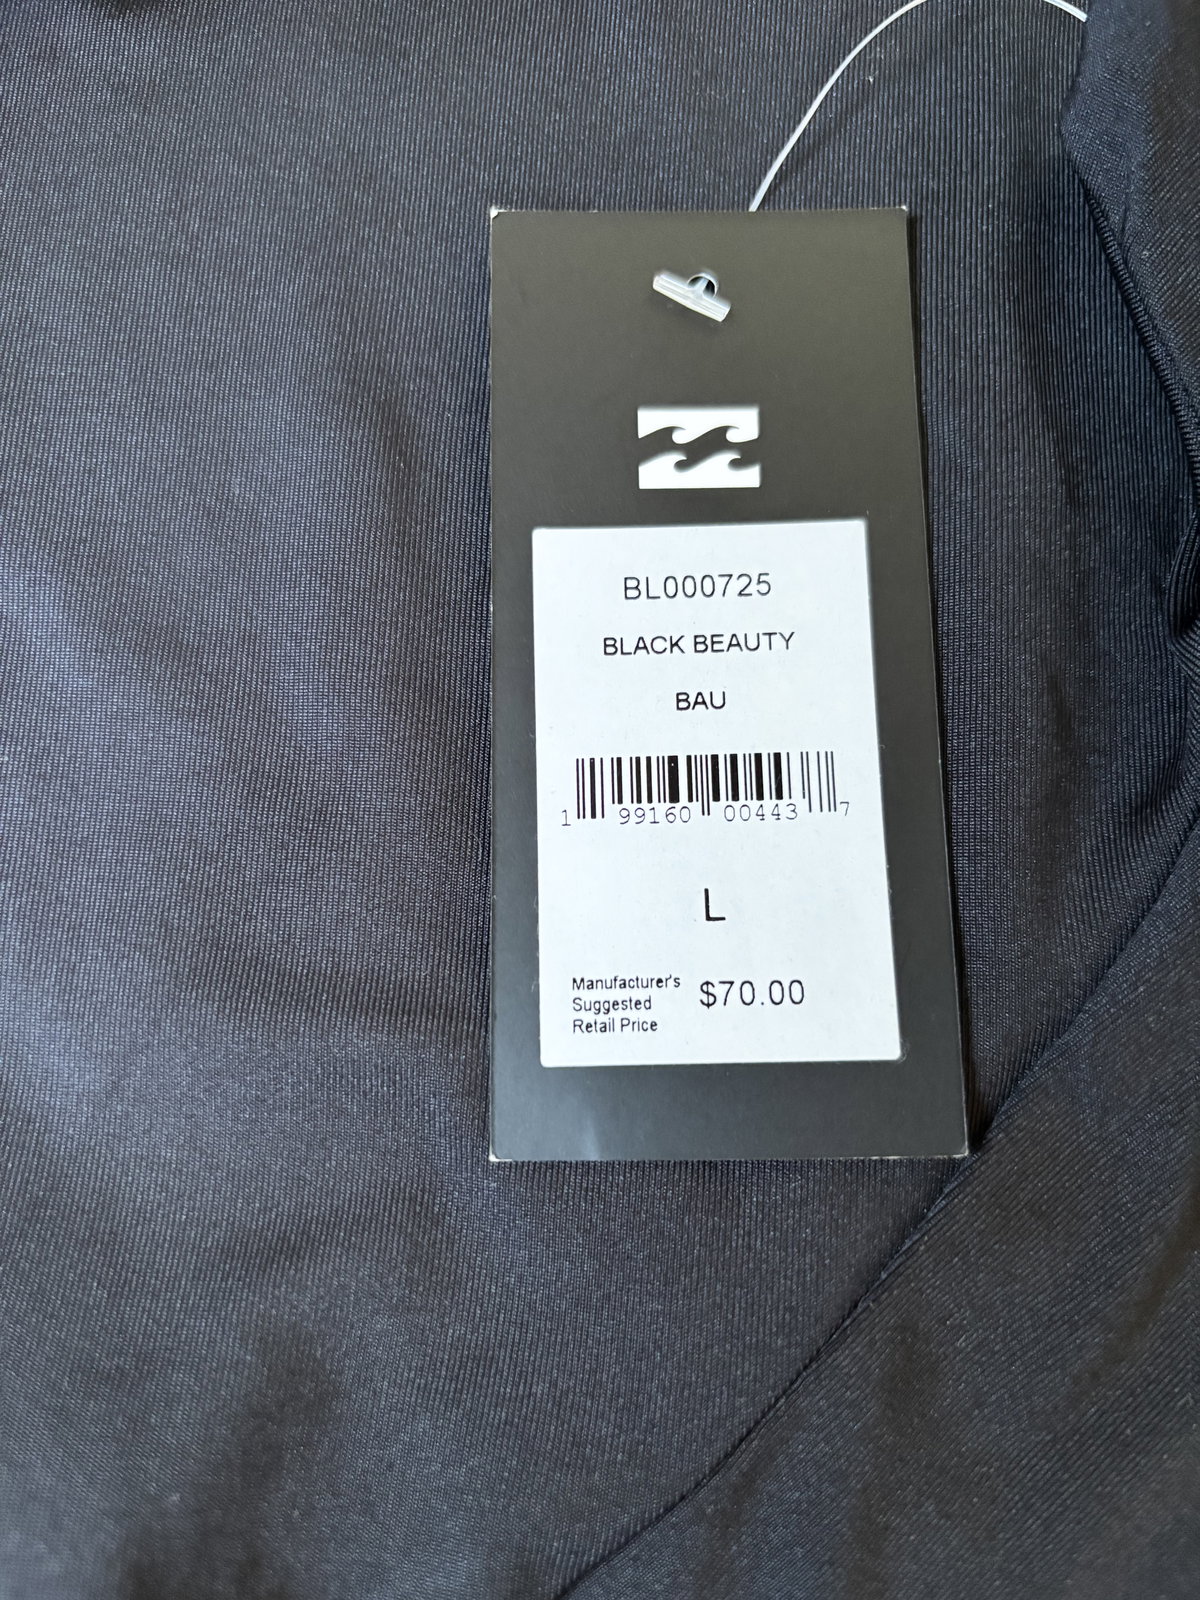 BL000725
BLACK BEAUTY
BAU
1 99160 00443 7
L
Manufacturer's
Suggested
Retail Price
$70.00